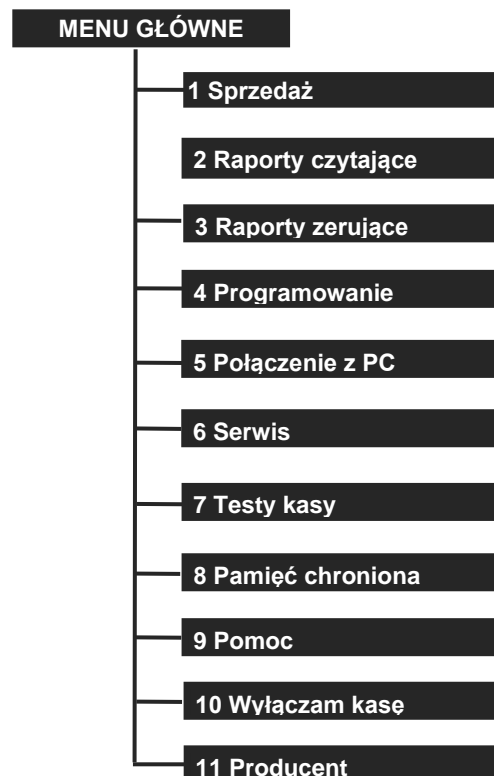 MENU GŁÓWNE
1 Sprzedaż
2 Raporty czytające
3 Raporty zerujące
4 Programowanie
5 Połączenie z PC
6 Serwis
7 Testy kasy
8 Pamięć chroniona
9 Pomoc
10 Wyłączam kasę
11 Producent